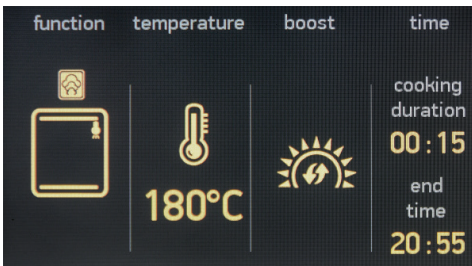 function temperature boost time
cooking
duration
00:15
180°C
end
time
20:55